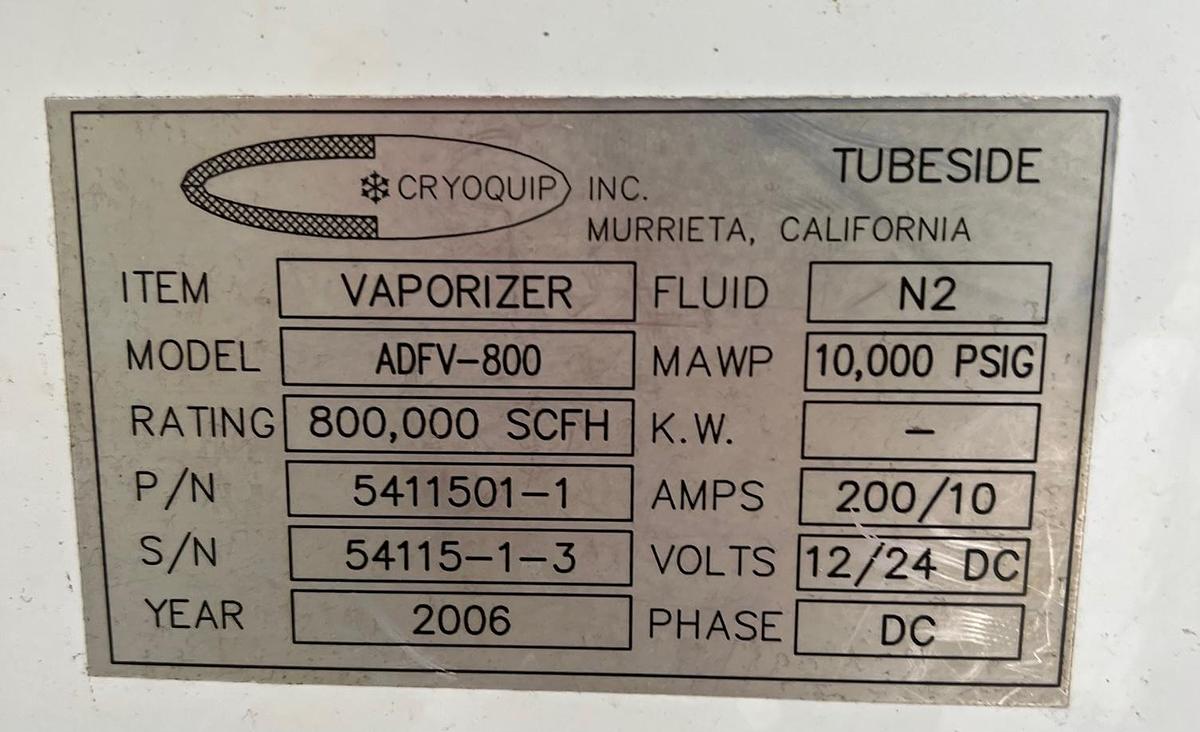 CRYOQUIP INC. TUBESIDE
MURRIETA, CALIFORNIA
ITEM VAPORIZER FLUID N2
MODEL ADFV-800 MAWP 10,000 PSIG
RATING 800,000 SCFH K.W. -
P/N 5411501-1 AMPS 200/10
S/N 54115-1-3 VOLTS 12/24 DC
YEAR 2006 PHASE DC